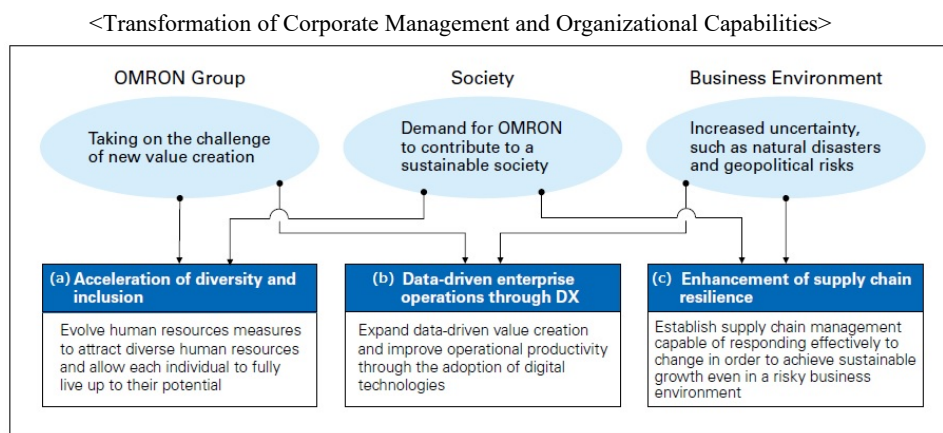 <Transformation of Corporate Management and Organizational Capabilities>
OMRON Group
Taking on the challenge
of new value creation
Society
Demand for OMRON
to contribute to a
sustainable society
Business Environment
Increased uncertainty,
such as natural disasters
and geopolitical risks
(a) Acceleration of diversity and
inclusion
Evolve human resources measures
to attract diverse human resources
and allow each individual to fully
live up to their potential
(b) Data-driven enterprise
operations through DX
Expand data-driven value creation
and improve operational productivity
through the adoption of digital
technologies
(c) Enhancement of supply chain
resilience
Establish supply chain management
capable of responding effectively to
change in order to achieve sustainable
growth even in a risky business
environment